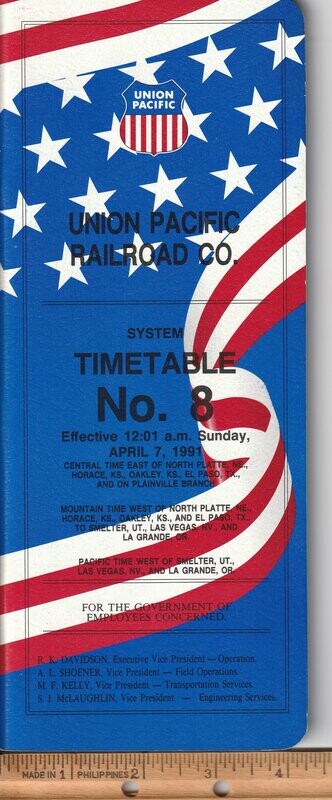 UNION
PACIFIC
UNION PACIFIC
RAILROAD CO.
SYSTEM
TIMETABLE
No. 8
Effective 12:01 a.m. Sunday,
APRIL 7, 1991
CENTRAL TIME EAST OF NORTH PLATTE, NE.,
HORACE, KS., OAKLEY, KS., EL PASO, TX.,
AND ON PLAINVILLE BRANCH
MOUNTAIN TIME WEST OF NORTH PLATTE, NE.,
HORACE, KS., OAKLEY, KS., AND EL PASO, TX.,
TO SMELTER, UT., LAS VEGAS, NV., AND
LA GRANDE, OR.
PACIFIC TIME WEST OF SMELTER, UT.,
LAS VEGAS, NV., AND LA GRANDE, OR.
FOR THE GOVERNMENT OF
EMPLOYEES CONCERNED.
R. K. DAVIDSON, Executive Vice President — Operation.
A. L. SHOENER, Vice President — Field Operations.
M. F. KELLY, Vice President — Transportation Services.
S. J. McLAUGHLIN, Vice President — Engineering Services.
MADE IN 1 PHILIPPINES 2 3 4